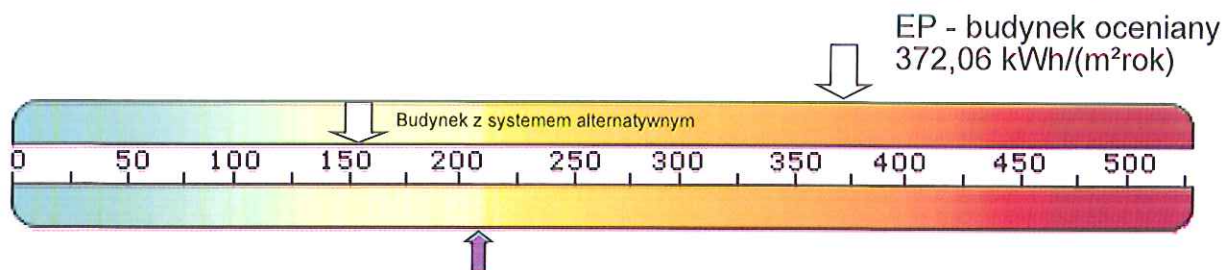 EP - budynek oceniany
372,06 kWh/(m²rok)
Budynek z systemem alternatywnym
0 50 100 150 200 250 300 350 400 450 500